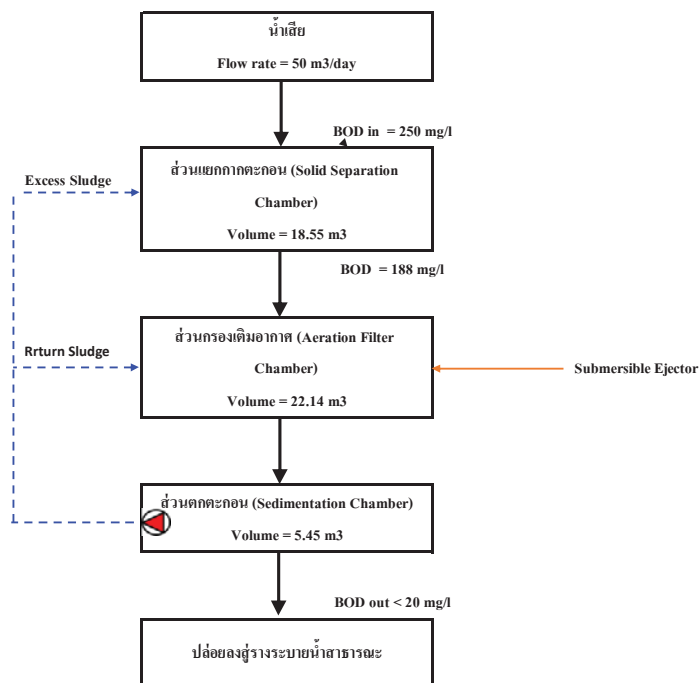 น้ำเสีย
Flow rate = 50 m3/day
BOD in = 250 mg/l
ส่วนแยกกากตะกอน (Solid Separation
Chamber)
Volume = 18.55 m3
Excess Sludge
BOD = 188 mg/l
ส่วนกรองเติมอากาศ (Aeration Filter
Chamber)
Volume = 22.14 m3
Rrturn Sludge
Submersible Ejector
ส่วนตกตะกอน (Sedimentation Chamber)
Volume = 5.45 m3
BOD out < 20 mg/l
ปล่อยลงสู่รางระบายน้ำสาธารณะ